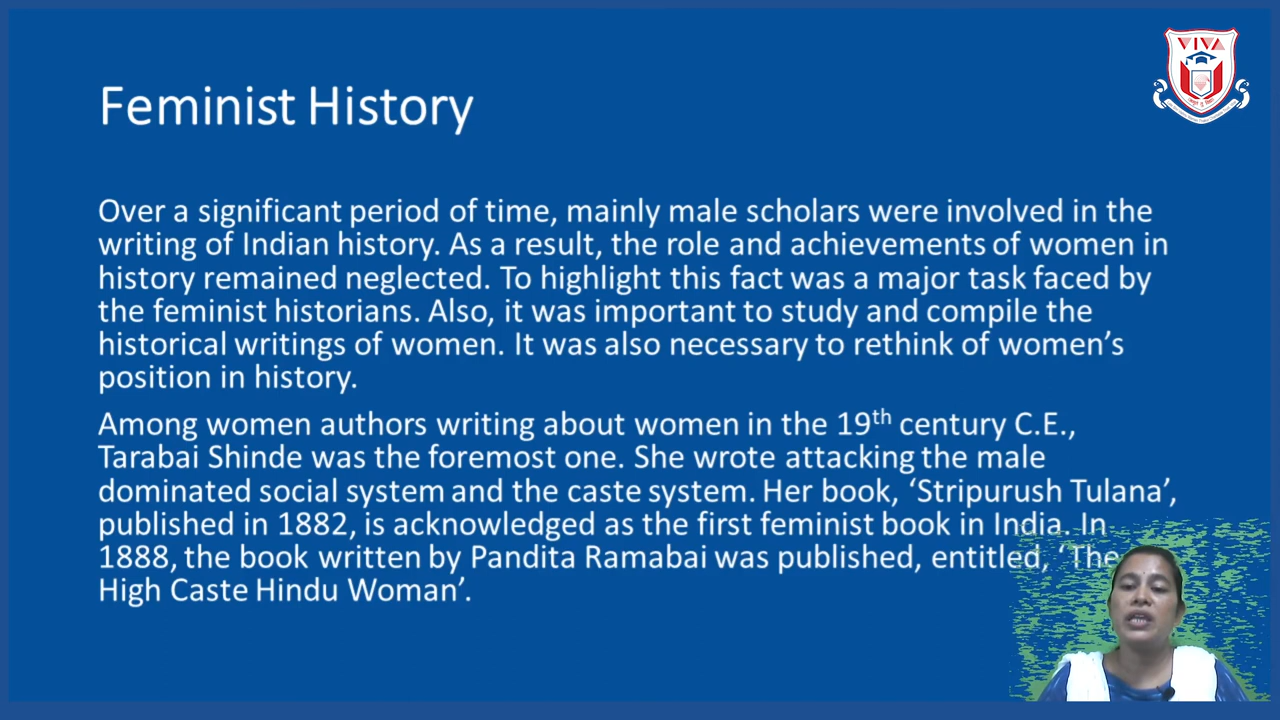 VIVA
Feminist History
Over a significant period of time, mainly male scholars were involved in the
writing of Indian history. As a result, the role and achievements of women in
history remained neglected. To highlight this fact was a major task faced by
the feminist historians. Also, it was important to study and compile the
historical writings of women. It was also necessary to rethink of women's
position in history.
Among women authors writing about women in the 19th century C.E.,
Tarabai Shinde was the foremost one. She wrote attacking the male
dominated social system and the caste system. Her book, ‘Stripurush Tulana’,
published in 1882, is acknowledged as the first feminist book in India. In
1888, the book written by Pandita Ramabai was published, entitled, ‘The
High Caste Hindu Woman’.